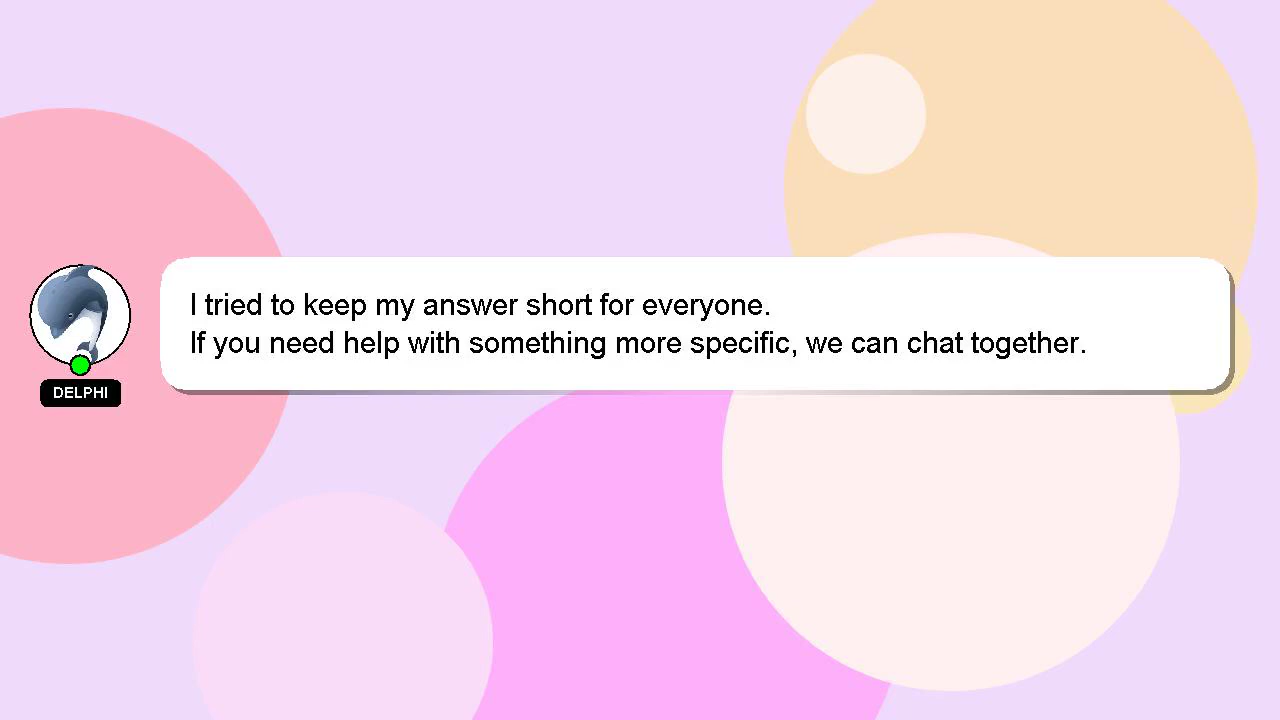 I tried to keep my answer short for everyone.
If you need help with something more specific, we can chat together.
DELPHI